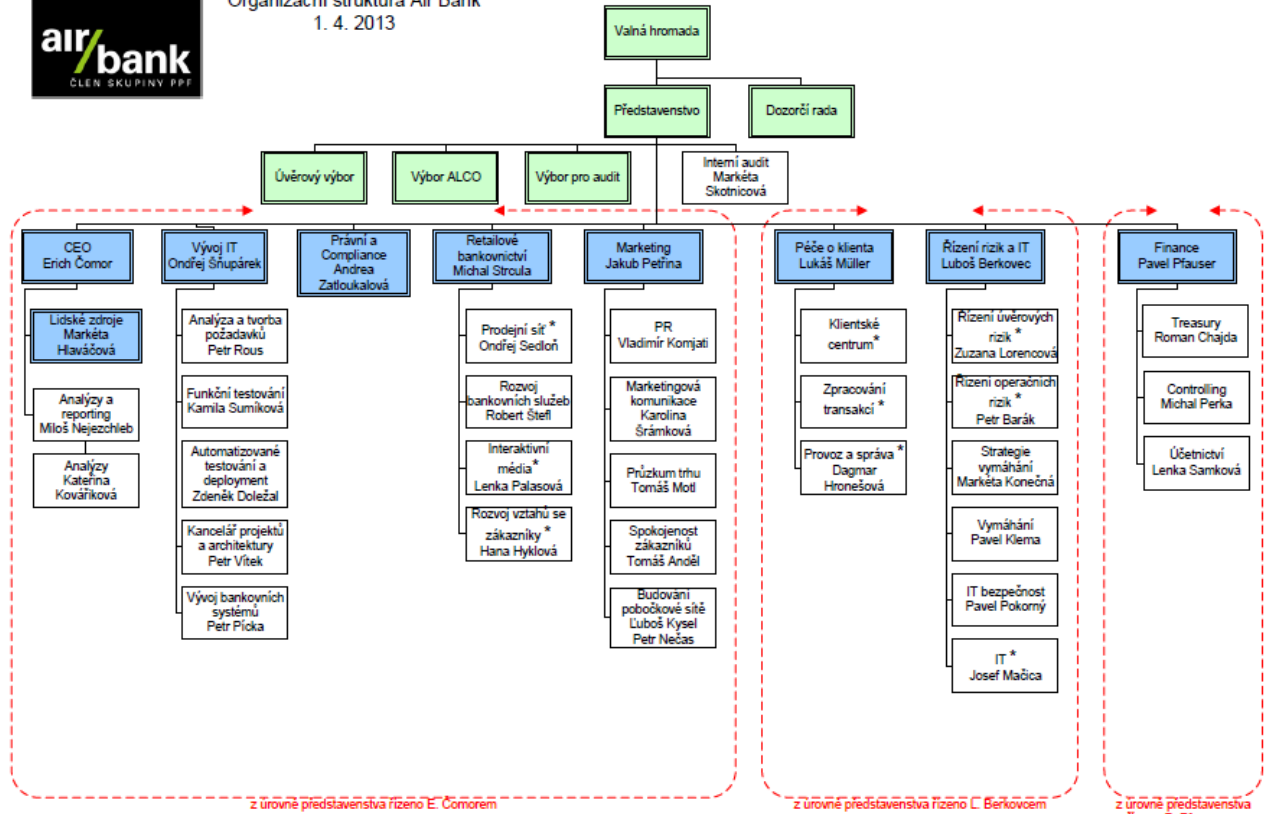 air/bank
ČLEN SKUPINY PPF
Organizační struktura Air Bank
1. 4. 2013
Valná hromada
Představenstvo
Dozorčí rada
Úvěrový výbor
Výbor ALCO
Výbor pro audit
Interní audit
Markéta
Skotnicová
CEO
Erich Čomor
Vývoj IT
Ondřej Šňupárek
Právní a
Compliance
Andrea
Zatloukalová
Retailové
bankovnictví
Michal Strcula
Marketing
Jakub Petřina
Péče o klienta
Lukáš Müller
Řízení rizik a IT
Luboš Berkovec
Finance
Pavel Pfauser
Lidské zdroje
Markéta
Hlaváčová
Analýzy a
reporting
Miloš Nejezchleb
Analýzy
Kateřina
Kováříková
Analýza a tvorba
požadavků
Petr Rous
Funkční testování
Kamila Sumíková
Automatizované
testování a
deployment
Zdeněk Doležal
Kancelář projektů
a architektury
Petr Vítek
Vývoj bankovních
systémů
Petr Pícka
Prodejní síť *
Ondřej Sedloň
Rozvoj
bankovních služeb
Robert Štefl
Interaktivní
média *
Lenka Palasová
Rozvoj vztahů se
zákazníky *
Hana Hyklová
PR
Vladimír Komjati
Marketingová
komunikace
Karolina
Šrámková
Průzkum trhu
Tomáš Motl
Spokojenost
zákazníků
Tomáš Anděl
Budování
pobočkové sítě
Ľuboš Kysel
Petr Nečas
Klientské
centrum *
Zpracování
transakcí *
Provoz a správa *
Dagmar
Hronešová
Řízení úvěrových
rizik *
Zuzana Lorencová
Řízení operačních
rizik *
Petr Barák
Strategie
vymáhání
Markéta Konečná
Vymáhání
Pavel Klema
IT bezpečnost
Pavel Pokorný
IT *
Josef Mačica
Treasury
Roman Chajda
Controlling
Michal Perka
Účetnictví
Lenka Samková
z úrovně představenstva řízeno E. Čomorem
z úrovně představenstva řízeno L. Berkovcem
z úrovně představenstva